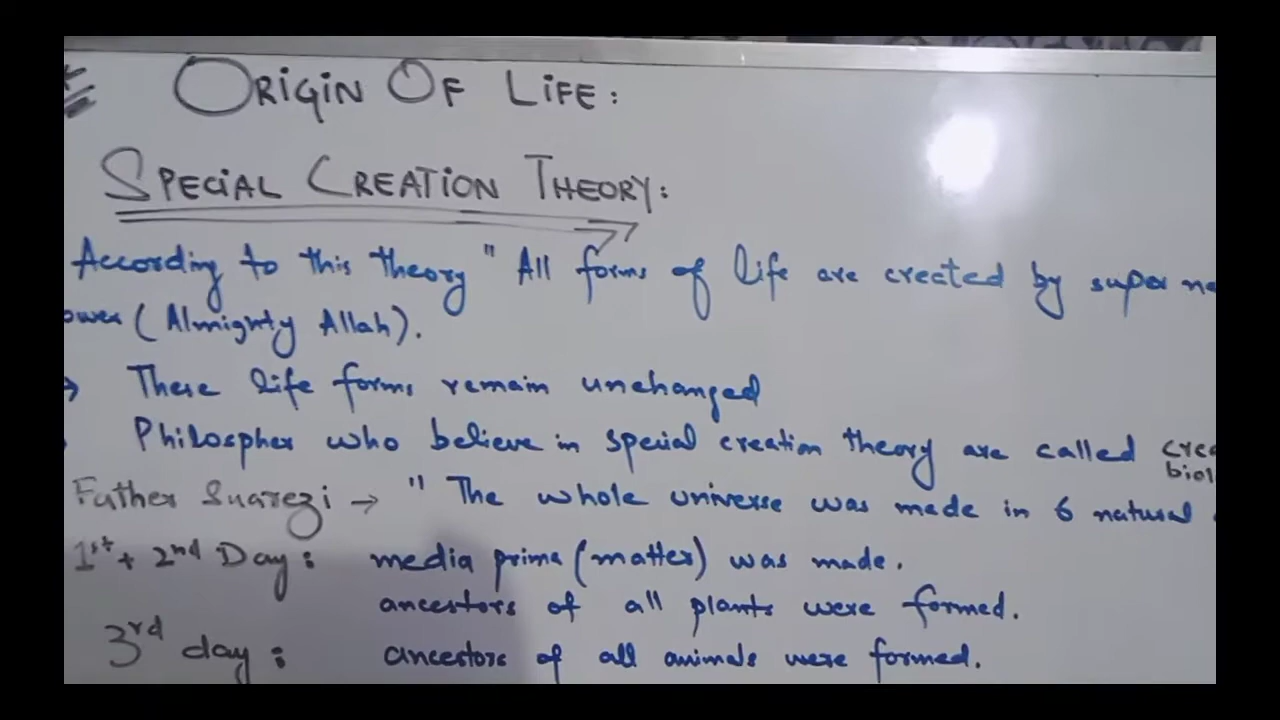 ORIGIN OF LIFE:
SPECIAL CREATION THEORY:
According to this theory " All forms of life are created by super
(Almighty Allah).
→ These life forms remain unchanged
Philospher who believe in special creation theory are called
Father Suarezi → " The whole universe was made in 6 natural
1st + 2nd Day: media prima (matter) was made.
ancestors of all plants were formed.
3rd day: ancestors of all animals were formed.